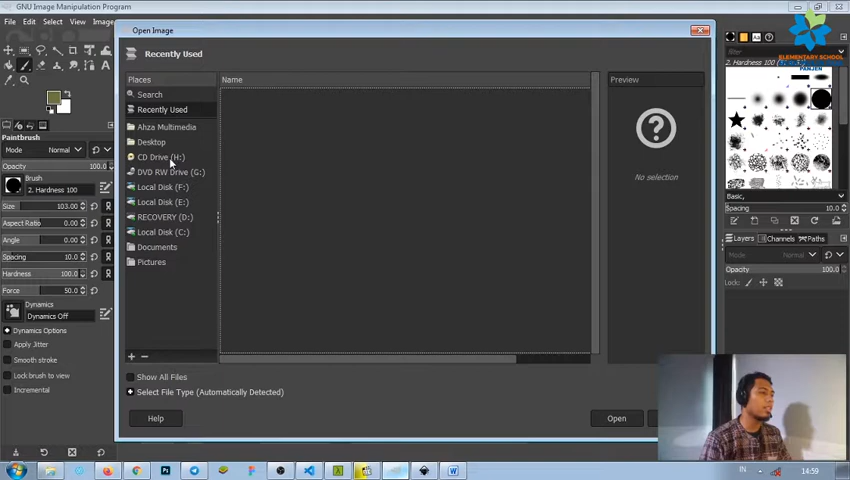 GNU Image Manipulation Program
File Edit Select View Image
Open Image
Recently Used
Places
Search
Recently Used
Ahza Multimedia
Desktop
CD Drive (H:)
DVD RW Drive (G:)
Local Disk (F:)
Local Disk (E:)
RECOVERY (D:)
Local Disk (C:)
Documents
Pictures
Name
Preview
No selection
Show All Files
Select File Type (Automatically Detected)
Help
Open
Paintbrush
Mode Normal
Opacity 100.0
Brush
2. Hardness 100
Size 103.00
Aspect Ratio 0.00
Angle 0.00
Spacing 10.0
Hardness 100.0
Force 50.0
Dynamics
Dynamics Off
Dynamics Options
Apply Jitter
Smooth stroke
Lock brush to view
Incremental
ELEMENTARY SCHOOL
filter
2. Hardness 100
Basic,
Spacing 10.0
Layers Channels Paths
Mode Normal
Opacity 100.0
Lock:
IN 14:59